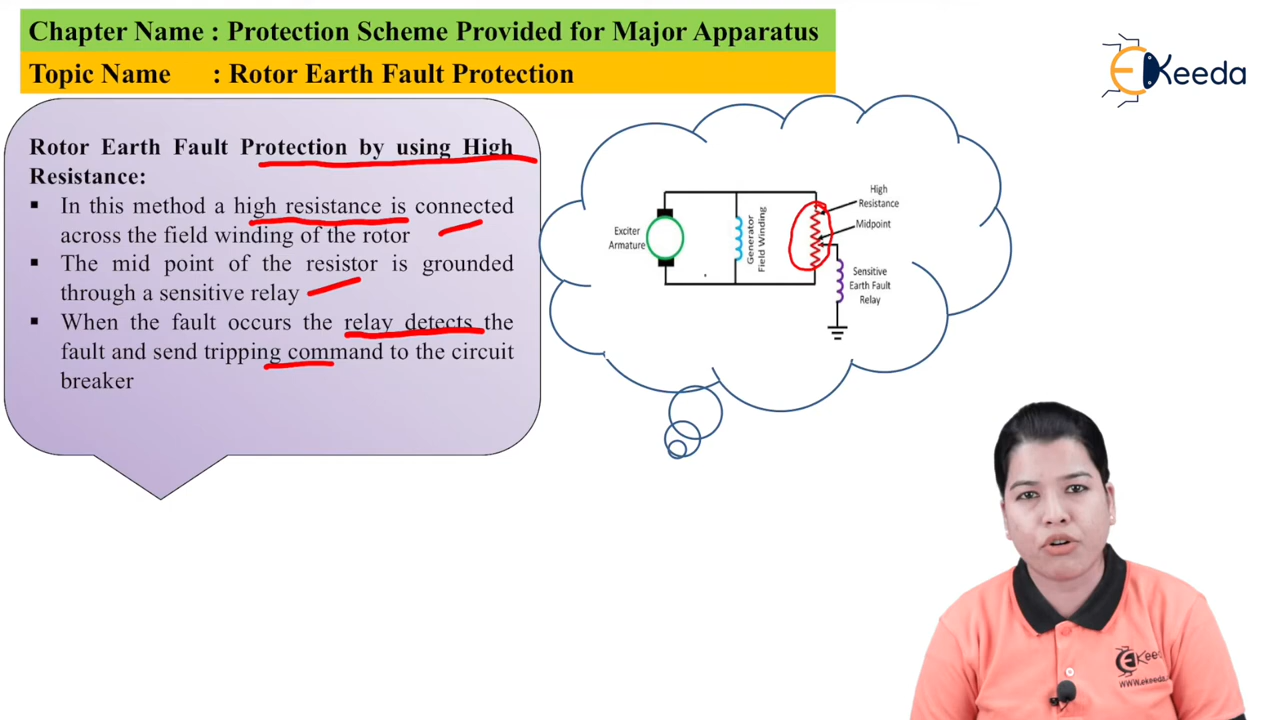 Chapter Name : Protection Scheme Provided for Major Apparatus
Topic Name : Rotor Earth Fault Protection
Keeda
Rotor Earth Fault Protection by using High
Resistance:
▪ In this method a high resistance is connected
across the field winding of the rotor
▪ The mid point of the resistor is grounded
through a sensitive relay
▪ When the fault occurs the relay detects the
fault and send tripping command to the circuit
breaker
Exciter
Armature
Generator
Field Winding
High
Resistance
Midpoint
Sensitive
Earth Fault
Relay